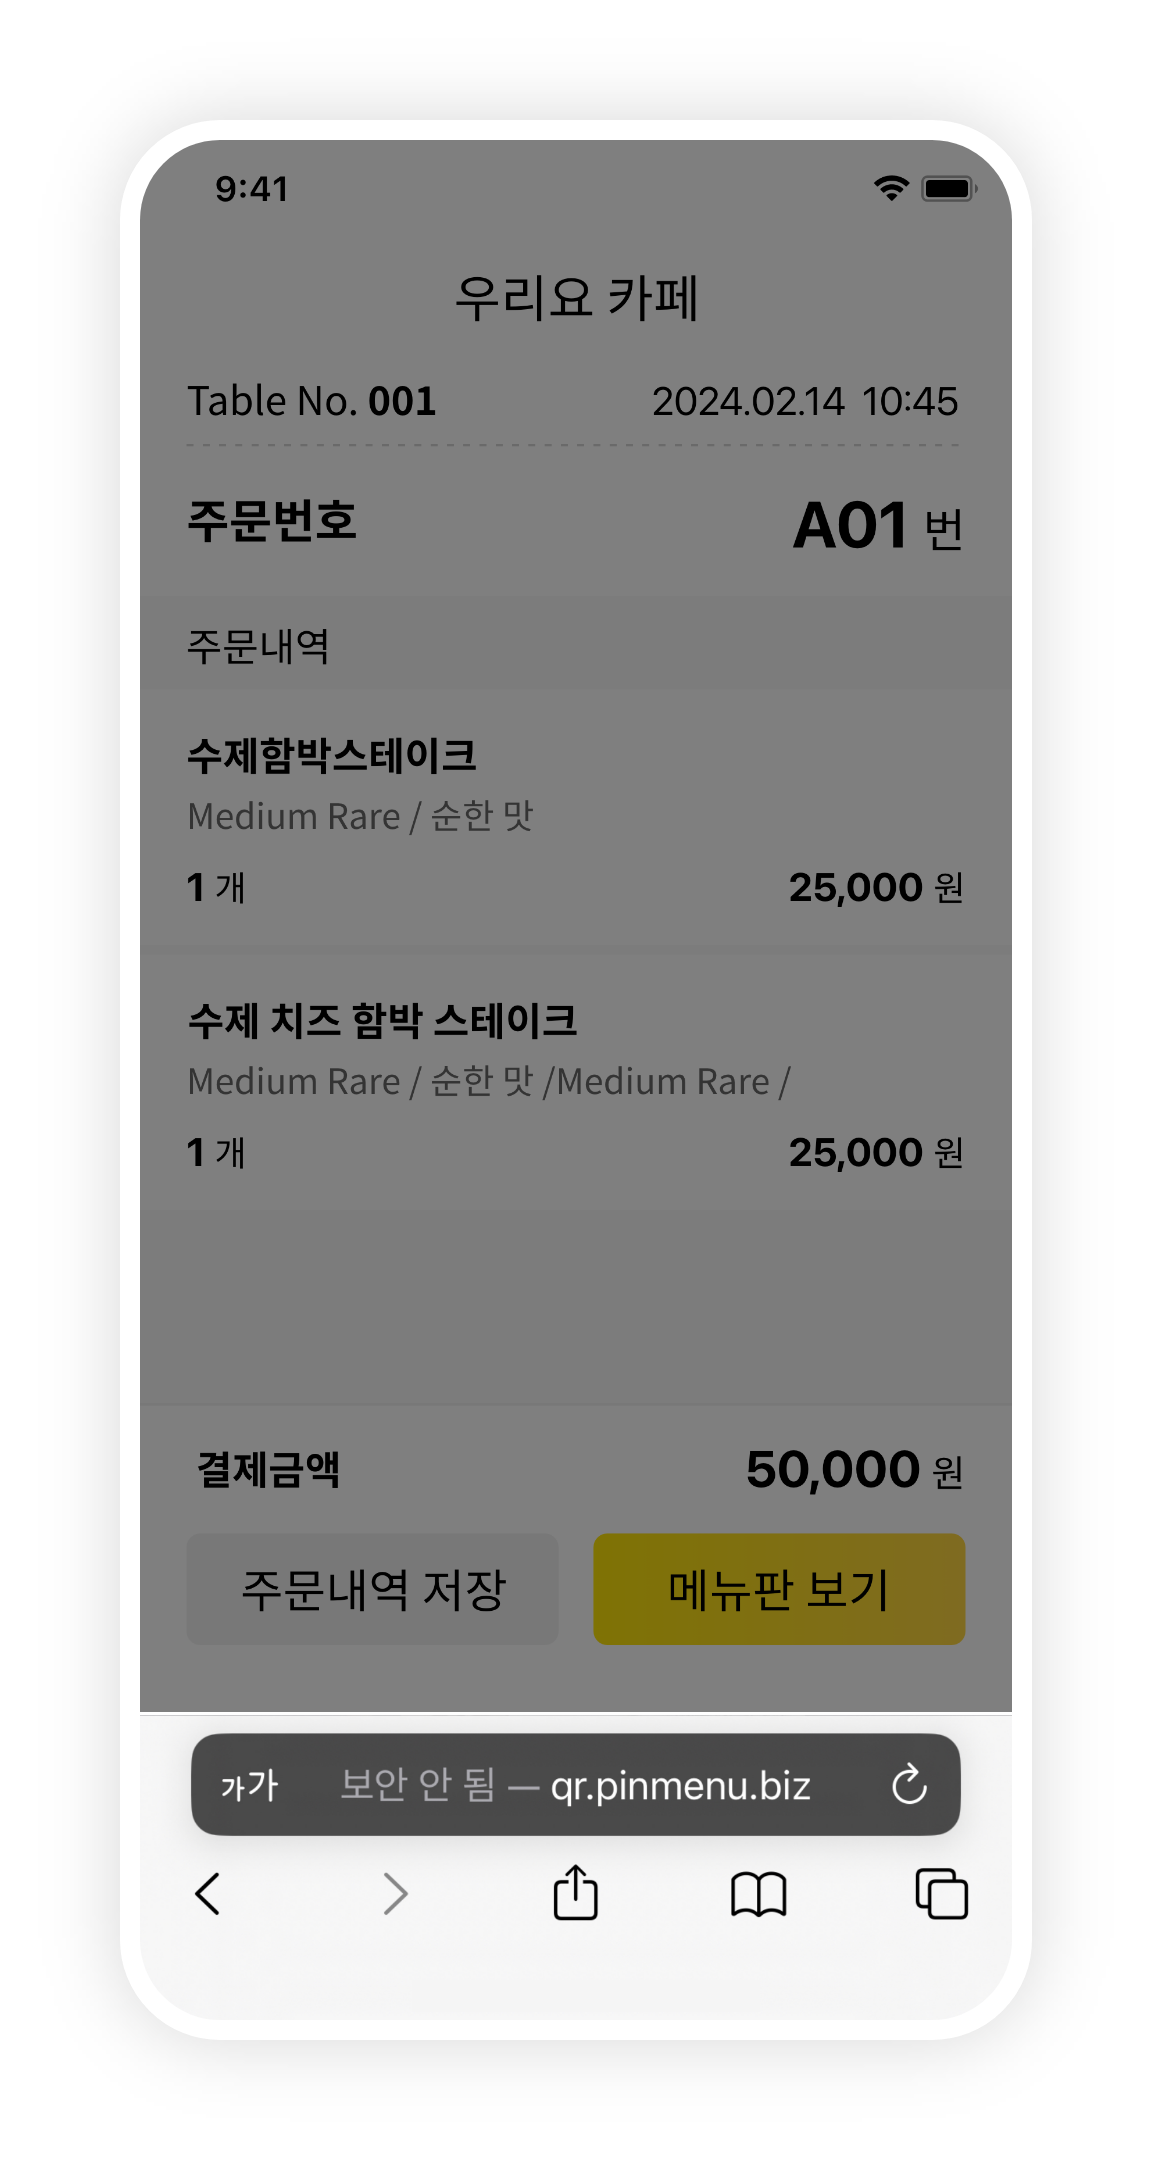 9:41
우리요 카페
Table No. 001 2024.02.14 10:45
주문번호 A01 번
주문내역
수제함박스테이크
Medium Rare / 순한 맛
1 개 25,000 원
수제 치즈 함박 스테이크
Medium Rare / 순한 맛 /Medium Rare /
1 개 25,000 원
결제금액 50,000 원
주문내역 저장 메뉴판 보기
가가 보안 안 됨 — qr.pinmenu.biz